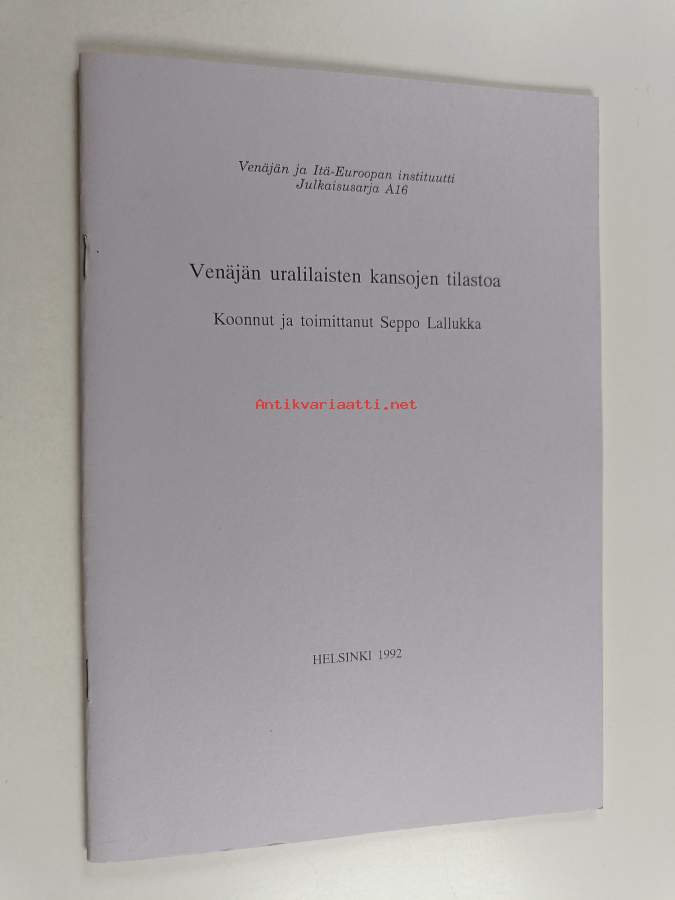 Venäjän ja Itä-Euroopan instituutti
Julkaisusarja A16
Venäjän uralilaisten kansojen tilastoa
Koonnut ja toimittanut Seppo Lallukka
Antikvariaatti.net
HELSINKI 1992